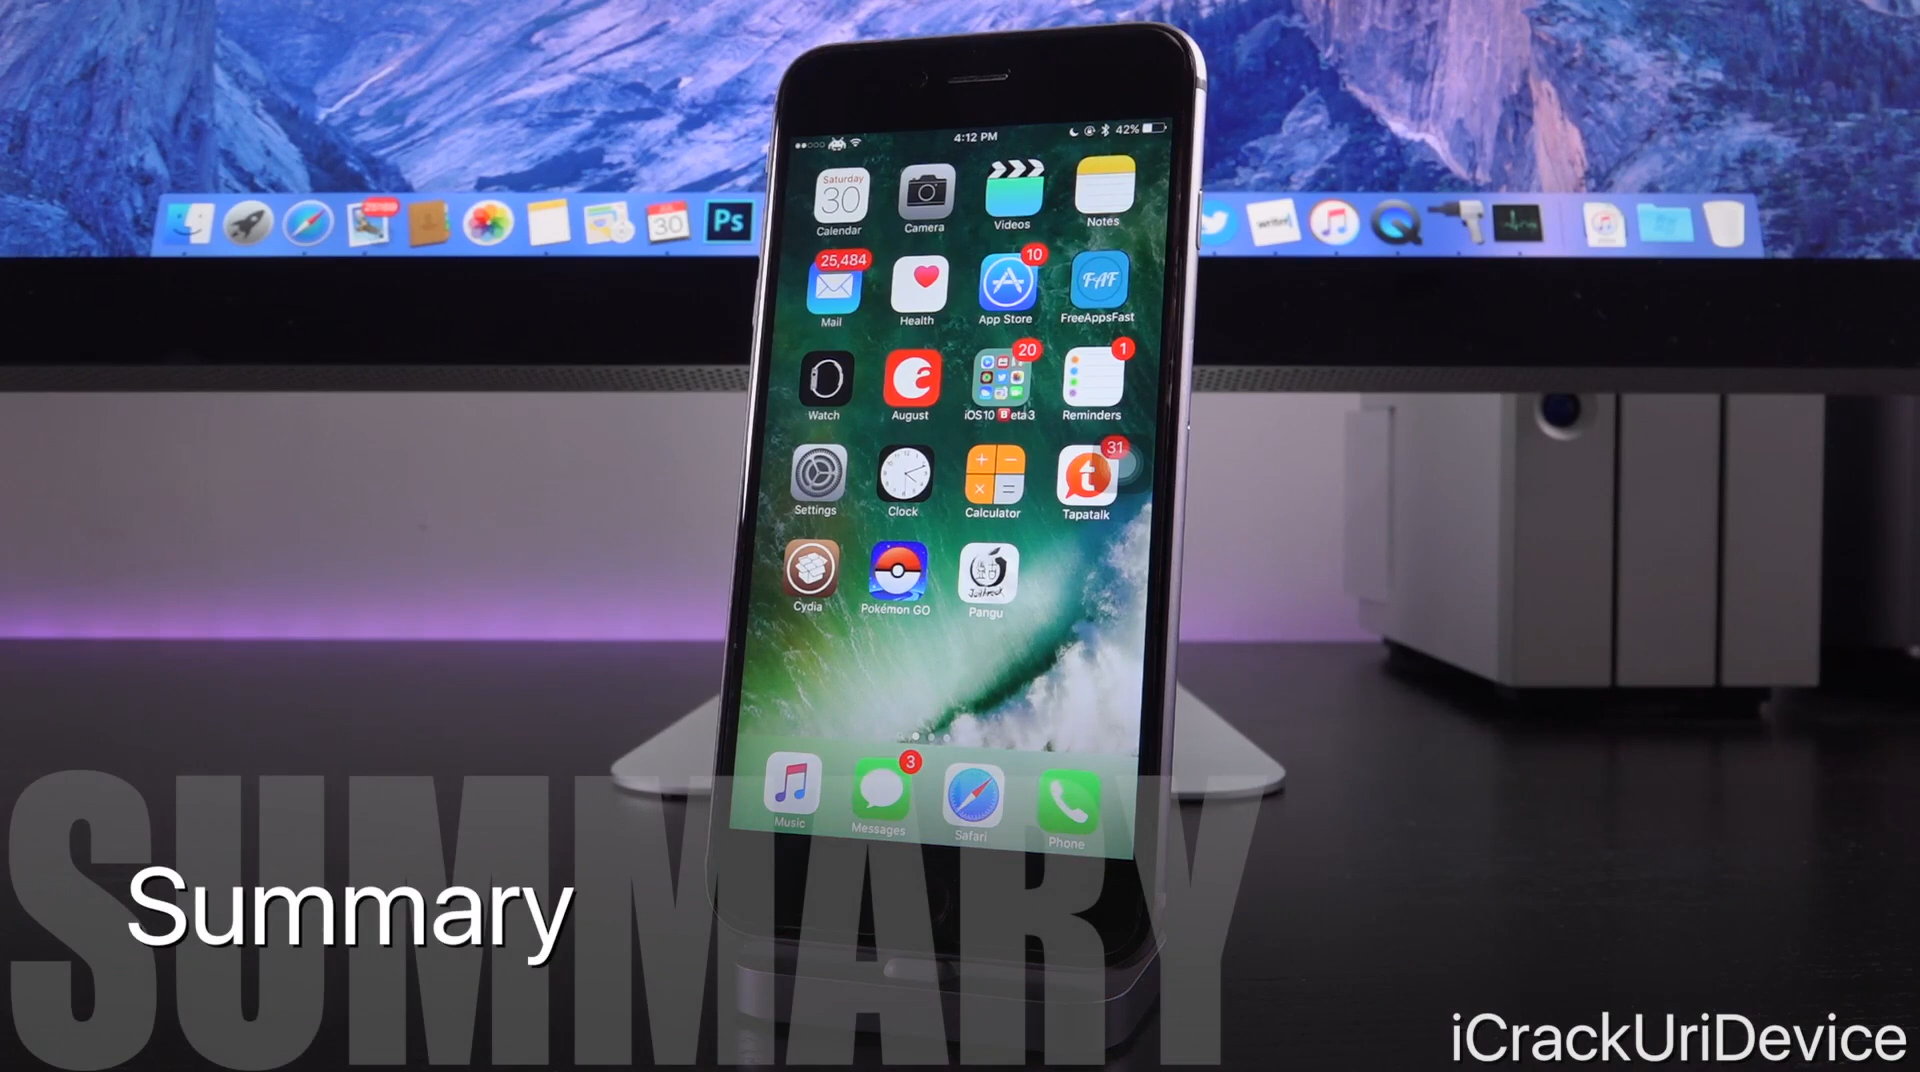 4:12 PM
42%
Saturday
30
Calendar
Camera
Videos
Notes
30
Ps
25,484
Mail
Health
10
App Store
FAF
FreeAppsFast
Watch
August
20
iOS10 Beta3
1
Reminders
Settings
Clock
Calculator
31
t
Tapatalk
Cydia
Pokémon GO
Jailbreak
Pangu
Music
3
Messages
Safari
Phone
SUMMARY
Summary
iCrackUriDevice